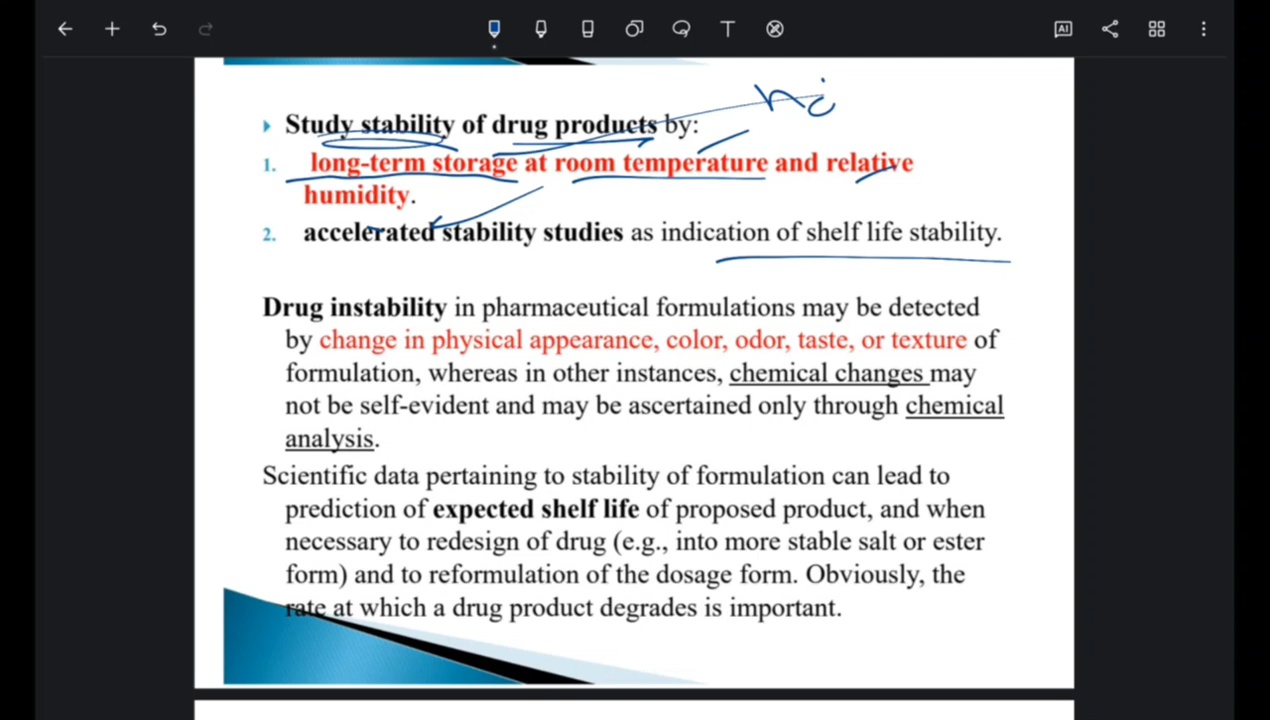 AI
Study stability of drug products by:
1. long-term storage at room temperature and relative
humidity.
2. accelerated stability studies as indication of shelf life stability.
Drug instability in pharmaceutical formulations may be detected
by change in physical appearance, color, odor, taste, or texture of
formulation, whereas in other instances, chemical changes may
not be self-evident and may be ascertained only through chemical
analysis.
Scientific data pertaining to stability of formulation can lead to
prediction of expected shelf life of proposed product, and when
necessary to redesign of drug (e.g., into more stable salt or ester
form) and to reformulation of the dosage form. Obviously, the
rate at which a drug product degrades is important.